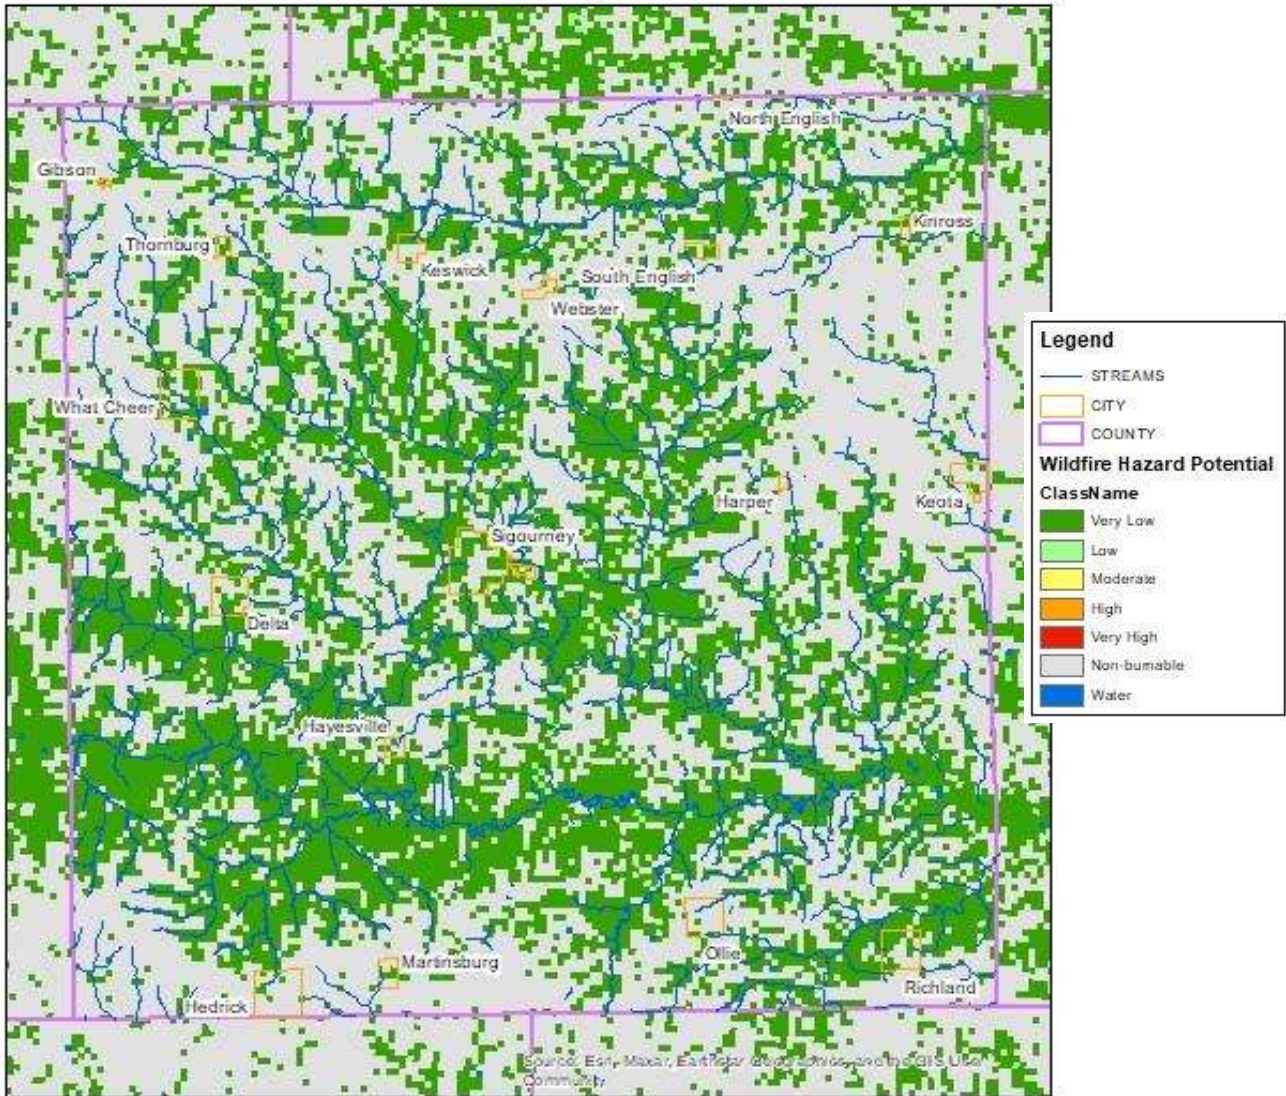 North English
Gibson
Kinross
Thornburg
Keswick
South English
Webster
What Cheer
Harper
Keota
Sigourney
Delta
Hayesville
Ollie
Martinsburg
Richland
Hedrick
Source: Esri, Maxar, Earthstar Geographics, and the GIS User
Community
Legend
STREAMS
CITY
COUNTY
Wildfire Hazard Potential
ClassName
Very Low
Low
Moderate
High
Very High
Non-burnable
Water